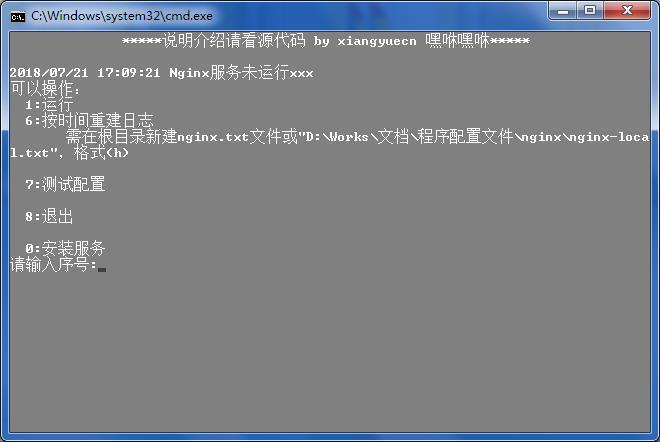 C:\Windows\system32\cmd.exe
*****说明介绍请看源代码 by xiangyuecn 嘿咻嘿咻*****
2018/07/21 17:09:21 Nginx服务未运行xxx
可以操作:
1:运行
6:按时间重建日志
需在根目录新建nginx.txt文件或"D:\Works\文档\程序配置文件\nginx\nginx-loca
l.txt", 格式(h)
7:测试配置
8:退出
0:安装服务
请输入序号: